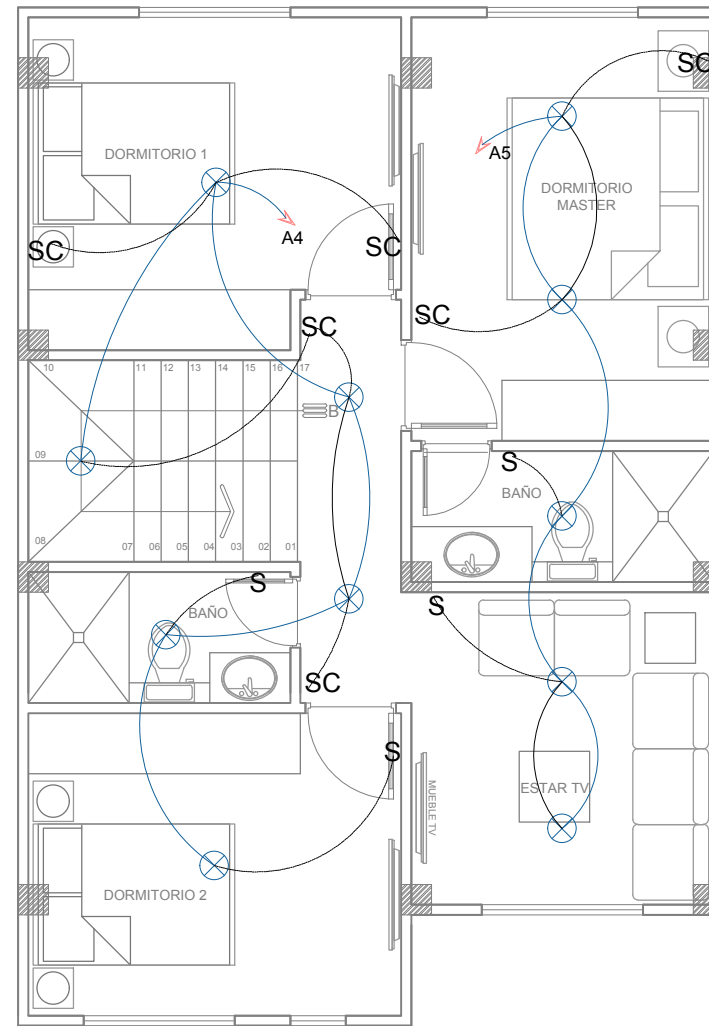 SC
DORMITORIO 1
A5
DORMITORIO
MASTER
A4
SC
SC
SC
SC
10
11
12
13
14
15
16
17
B
09
08
07
06
05
04
03
02
01
S
BAÑO
S
BAÑO
S
SC
S
MUEBLE TV
ESTAR TV
DORMITORIO 2